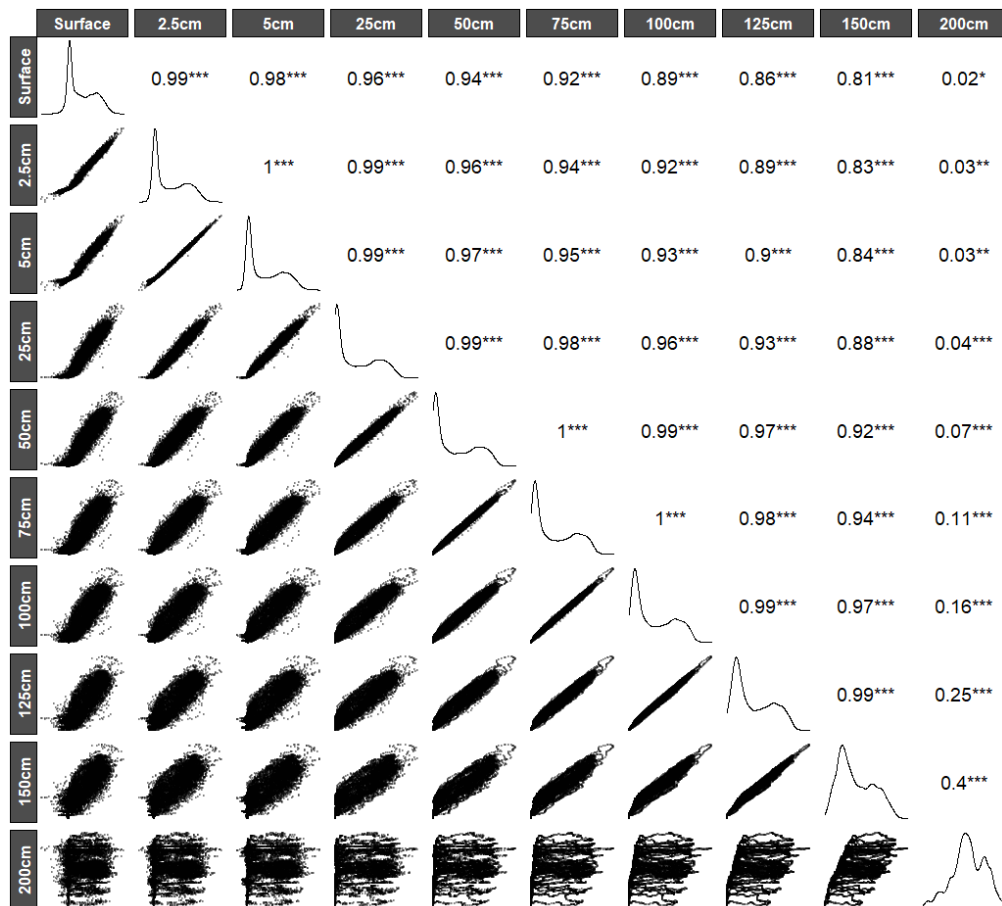 Surface 2.5cm 5cm 25cm 50cm 75cm 100cm 125cm 150cm 200cm
Surface 0.99*** 0.98*** 0.96*** 0.94*** 0.92*** 0.89*** 0.86*** 0.81*** 0.02*
2.5cm 1*** 0.99*** 0.96*** 0.94*** 0.92*** 0.89*** 0.83*** 0.03**
5cm 0.99*** 0.97*** 0.95*** 0.93*** 0.9*** 0.84*** 0.03**
25cm 0.99*** 0.98*** 0.96*** 0.93*** 0.88*** 0.04***
50cm 1*** 0.99*** 0.97*** 0.92*** 0.07***
75cm 1*** 0.98*** 0.94*** 0.11***
100cm 0.99*** 0.97*** 0.16***
125cm 0.99*** 0.25***
150cm 0.4***
200cm